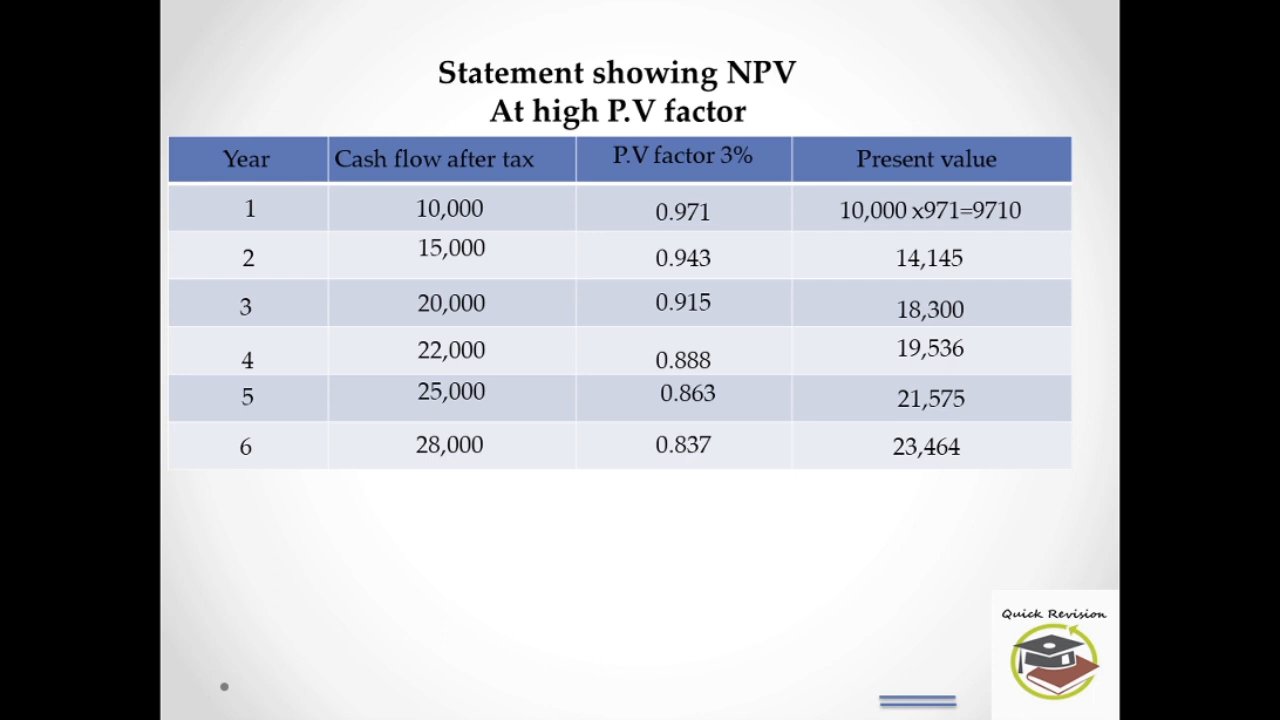 Statement showing NPV
At high P.V factor
Year Cash flow after tax P.V factor 3% Present value
1 10,000 0.971 10,000 x971=9710
2 15,000 0.943 14,145
3 20,000 0.915 18,300
4 22,000 0.888 19,536
5 25,000 0.863 21,575
6 28,000 0.837 23,464
Quick Revision